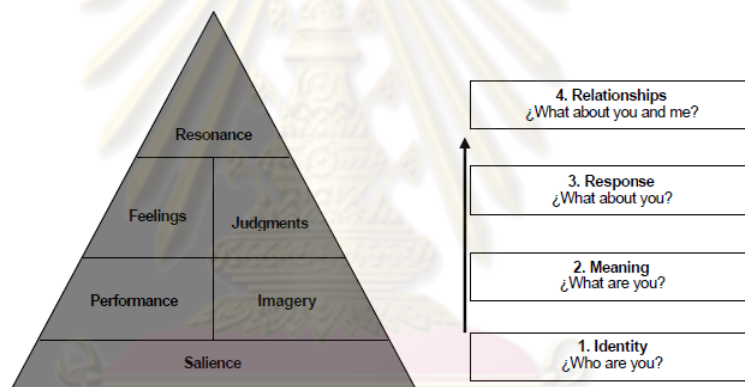 Resonance
Feelings
Judgments
Performance
Imagery
Salience
4. Relationships
¿What about you and me?
3. Response
¿What about you?
2. Meaning
¿What are you?
1. Identity
¿Who are you?